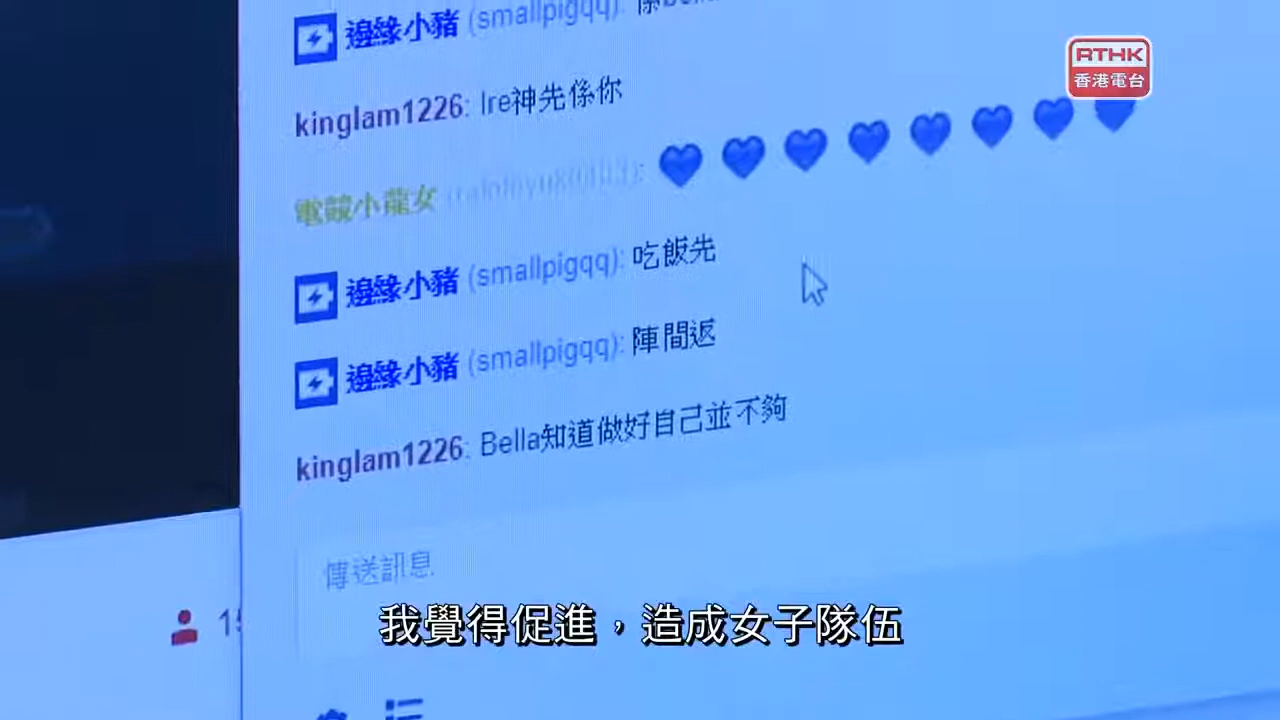 邊緣小豬 (smallpigqq): 係
RTHK
香港電台
kinglam1226: Ire神先係你
電競小龍女
邊緣小豬 (smallpigqq): 吃飯先
邊緣小豬 (smallpigqq): 陣間返
kinglam1226: Bella知道做好自己並不夠
傳送訊息
我覺得促進，造成女子隊伍